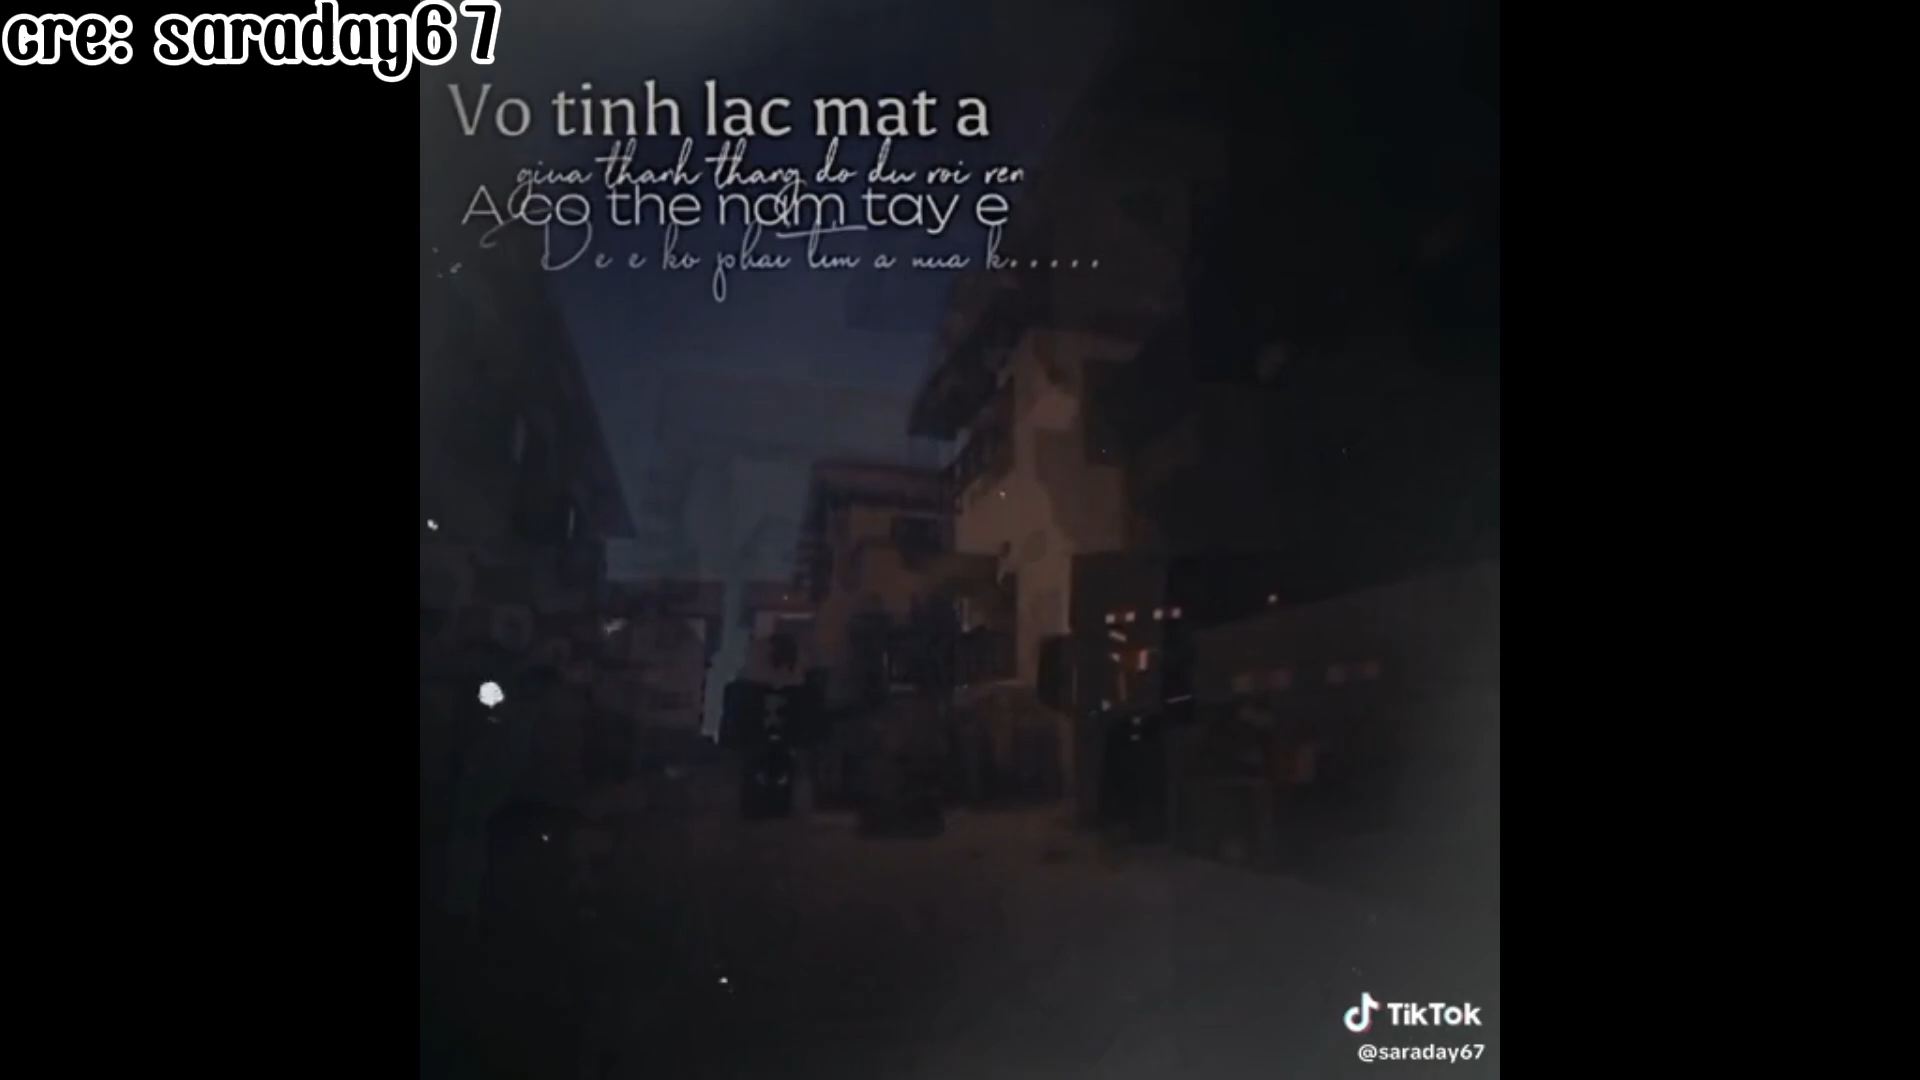 cre: saraday67
Vo tinh lac mat a
giua thanh thang do du roi ren
A co the nam tay e
De e ko phai tim a nua k.....
TikTok
@saraday67